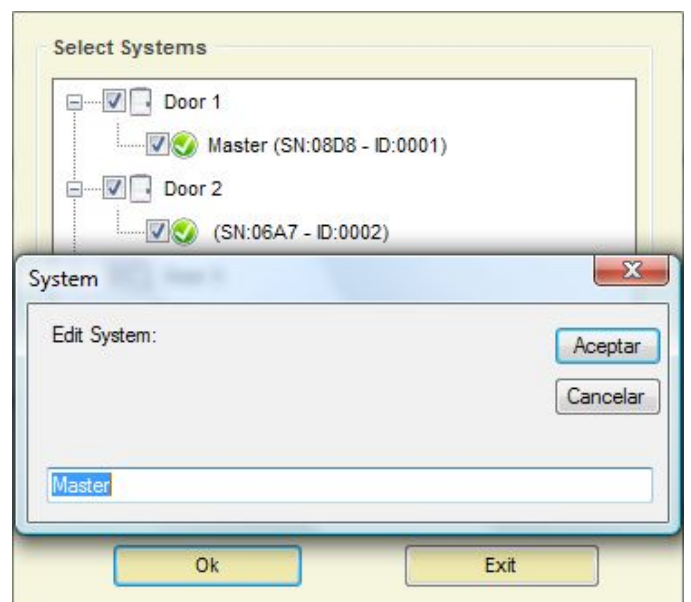 Select Systems
Door 1
Master (SN:08D8 - ID:0001)
Door 2
(SN:06A7 - ID:0002)
System
Edit System:
Aceptar
Cancelar
Master
Ok
Exit